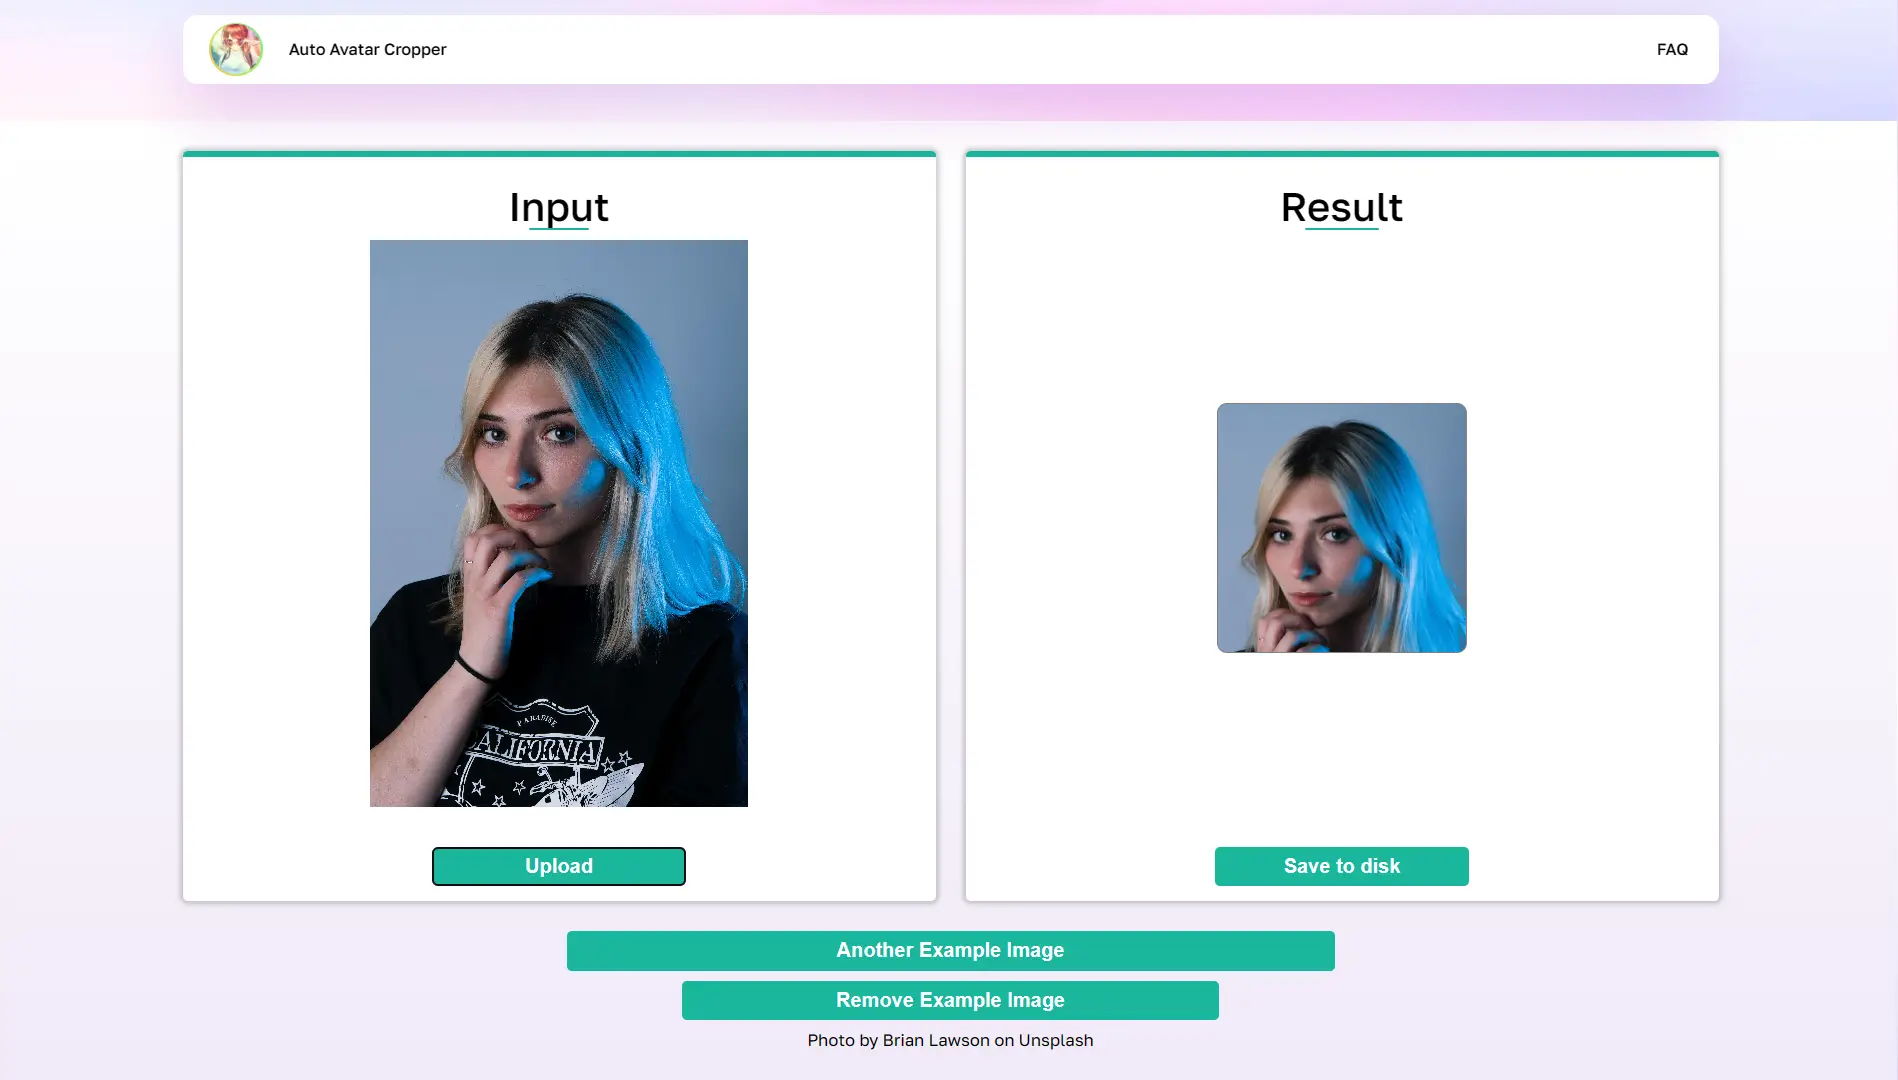 Auto Avatar Cropper
FAQ
Input
PARADISE
CALIFORNIA
Upload
Result
Save to disk
Another Example Image
Remove Example Image
Photo by Brian Lawson on Unsplash